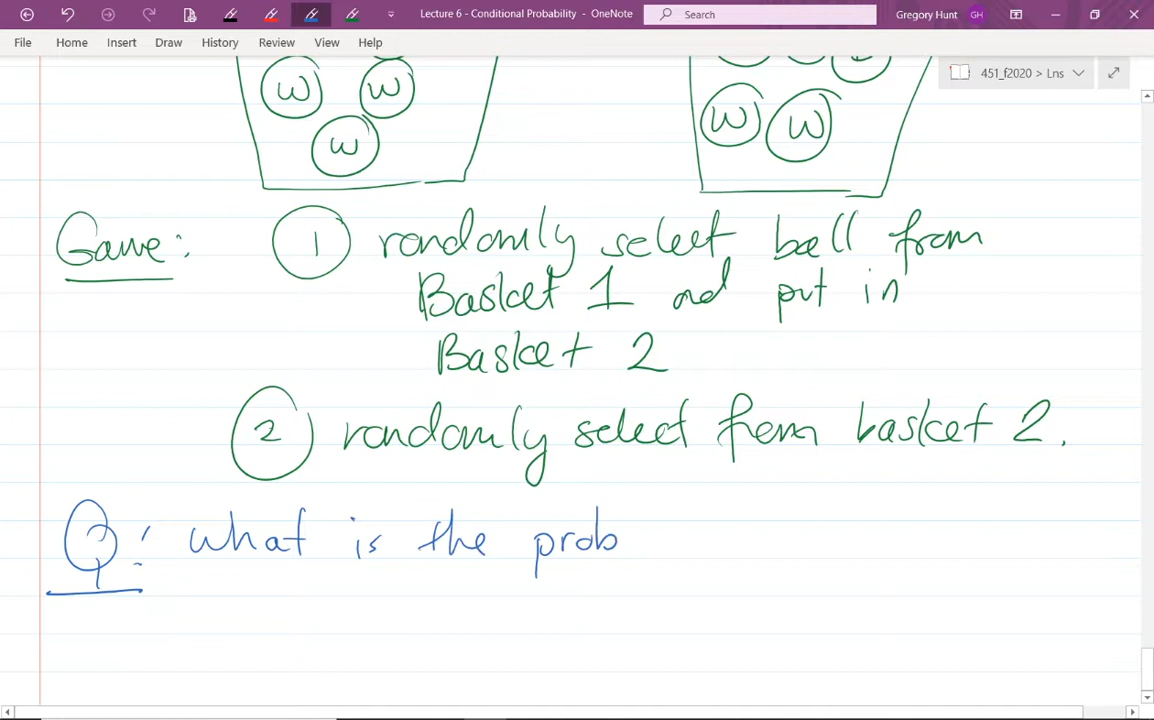 Lecture 6 - Conditional Probability - OneNote
Search
Gregory Hunt
GH
File Home Insert Draw History Review View Help
451_f2020 > Lns
W W
W
W W
Game: 1 randomly select ball from
Basket 1 and put in
Basket 2
2 randomly select from basket 2.
Q: what is the prob